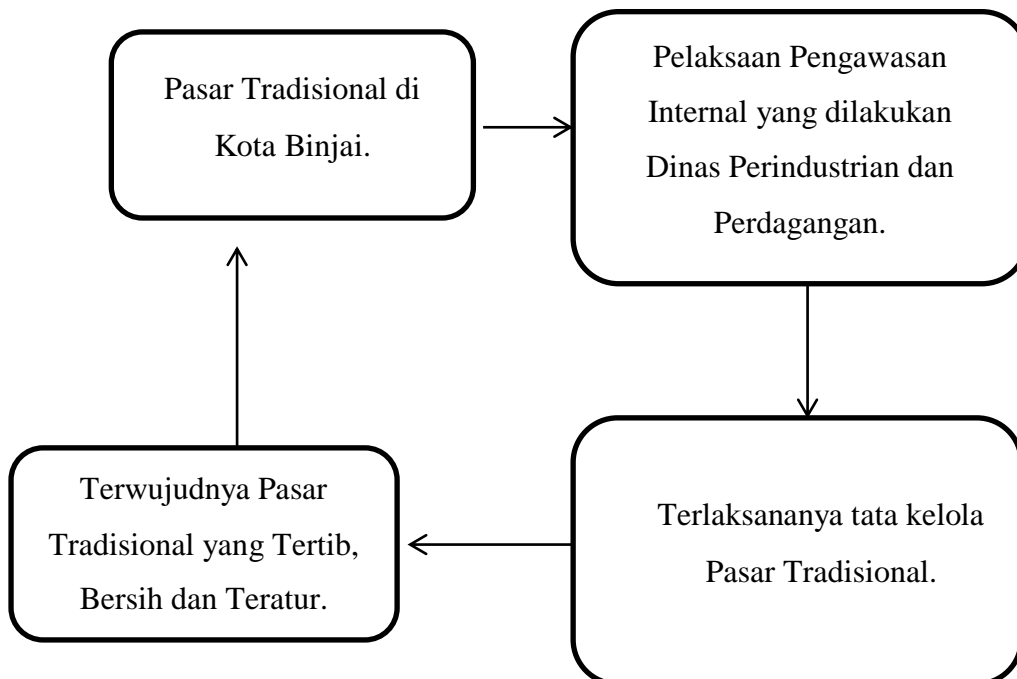 Pasar Tradisional di
Kota Binjai.
Pelaksaan Pengawasan
Internal yang dilakukan
Dinas Perindustrian dan
Perdagangan.
Terlaksananya tata kelola
Pasar Tradisional.
Terwujudnya Pasar
Tradisional yang Tertib,
Bersih dan Teratur.